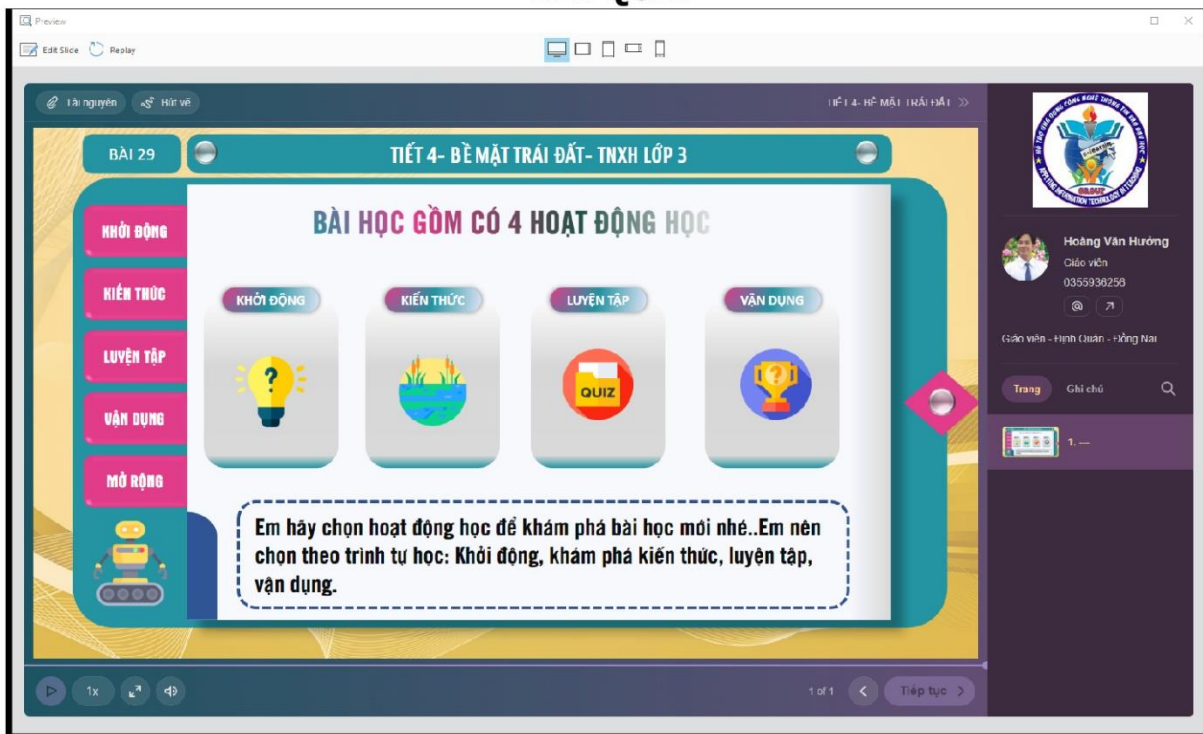 Preview
Edit Slide Replay
Tài nguyên Bút vẽ
TIẾT 4- BỀ MẶT TRÁI ĐẤT
BÀI 29
TIẾT 4- BỀ MẶT TRÁI ĐẤT- TNXH LỚP 3
KHỞI ĐỘNG
KIẾN THỨC
LUYỆN TẬP
VẬN DỤNG
MỞ RỘNG
BÀI HỌC GỒM CÓ 4 HOẠT ĐỘNG HỌC
KHỞI ĐỘNG
KIẾN THỨC
LUYỆN TẬP
VẬN DỤNG
?
QUIZ
?
Em hãy chọn hoạt động học để khám phá bài học mới nhé..Em nên
chọn theo trình tự học: Khởi động, khám phá kiến thức, luyện tập,
vận dụng.
GROUP
Hoàng Văn Hưởng
Giáo viên
0355936256
Giáo viên - Định Quán - Đồng Nai
Trang Ghi chú
1. —
1x
1 of 1
Tiếp tục